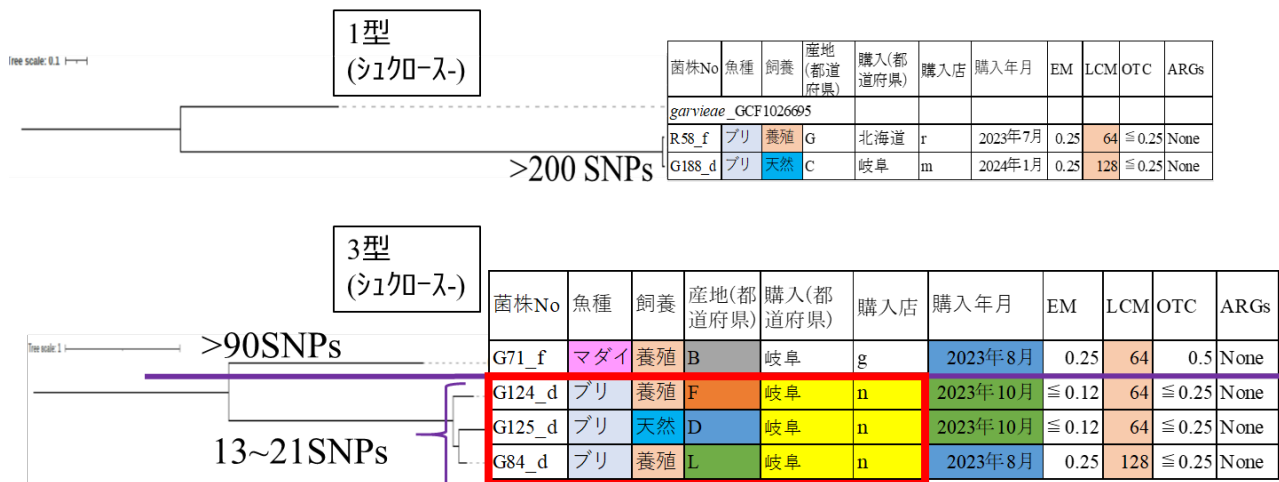 1型
(シュクロース-)
Tree scale: 0.1
菌株No 魚種 飼養 産地(都道府県) 購入(都道府県) 購入店 購入年月 EM LCM OTC ARGs
garvieae_GCF1026695
R58_f ブリ 養殖 G 北海道 r 2023年7月 0.25 64 ≦0.25 None
G188_d ブリ 天然 C 岐阜 m 2024年1月 0.25 128 ≦0.25 None
>200 SNPs
3型
(シュクロース-)
菌株No 魚種 飼養 産地(都道府県) 購入(都道府県) 購入店 購入年月 EM LCM OTC ARGs
Tree scale: 1
>90SNPs
G71_f マダイ 養殖 B 岐阜 g 2023年8月 0.25 64 0.5 None
G124_d ブリ 養殖 F 岐阜 n 2023年10月 ≦0.12 64 ≦0.25 None
G125_d ブリ 天然 D 岐阜 n 2023年10月 ≦0.12 64 ≦0.25 None
13~21SNPs
G84_d ブリ 養殖 L 岐阜 n 2023年8月 0.25 128 ≦0.25 None